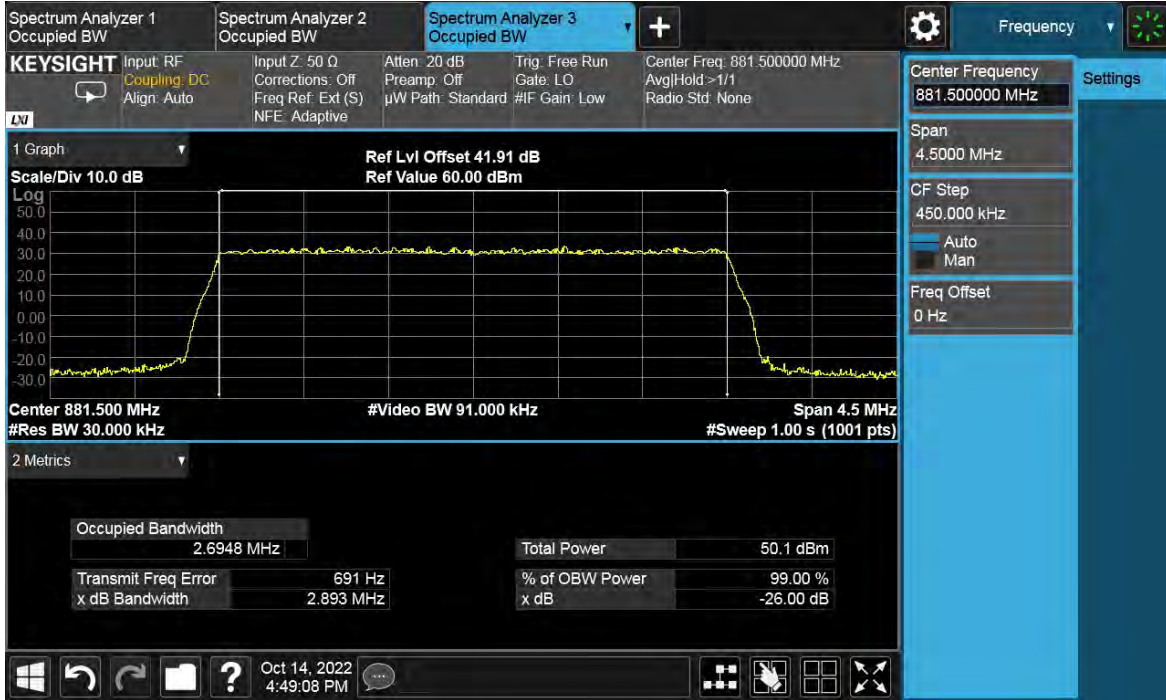 Spectrum Analyzer 1
Occupied BW
Spectrum Analyzer 2
Occupied BW
Spectrum Analyzer 3
Occupied BW
Frequency
KEYSIGHT
LXI
Input: RF
Coupling: DC
Align: Auto
Input Z: 50 Ω
Corrections: Off
Freq Ref: Ext (S)
NFE: Adaptive
Atten: 20 dB
Preamp: Off
µW Path: Standard
Trig: Free Run
Gate: LO
#IF Gain: Low
Center Freq: 881.500000 MHz
Avg|Hold:>1/1
Radio Std: None
Center Frequency
881.500000 MHz
Settings
Span
4.5000 MHz
CF Step
450.000 kHz
Auto
Man
Freq Offset
0 Hz
1 Graph
Scale/Div 10.0 dB
Ref Lvl Offset 41.91 dB
Ref Value 60.00 dBm
Log
50.0
40.0
30.0
20.0
10.0
0.00
-10.0
-20.0
-30.0
Center 881.500 MHz
#Video BW 91.000 kHz
Span 4.5 MHz
#Res BW 30.000 kHz
#Sweep 1.00 s (1001 pts)
2 Metrics
Occupied Bandwidth
2.6948 MHz
Total Power 50.1 dBm
Transmit Freq Error 691 Hz
% of OBW Power 99.00 %
x dB Bandwidth 2.893 MHz
x dB -26.00 dB
?
Oct 14, 2022
4:49:08 PM